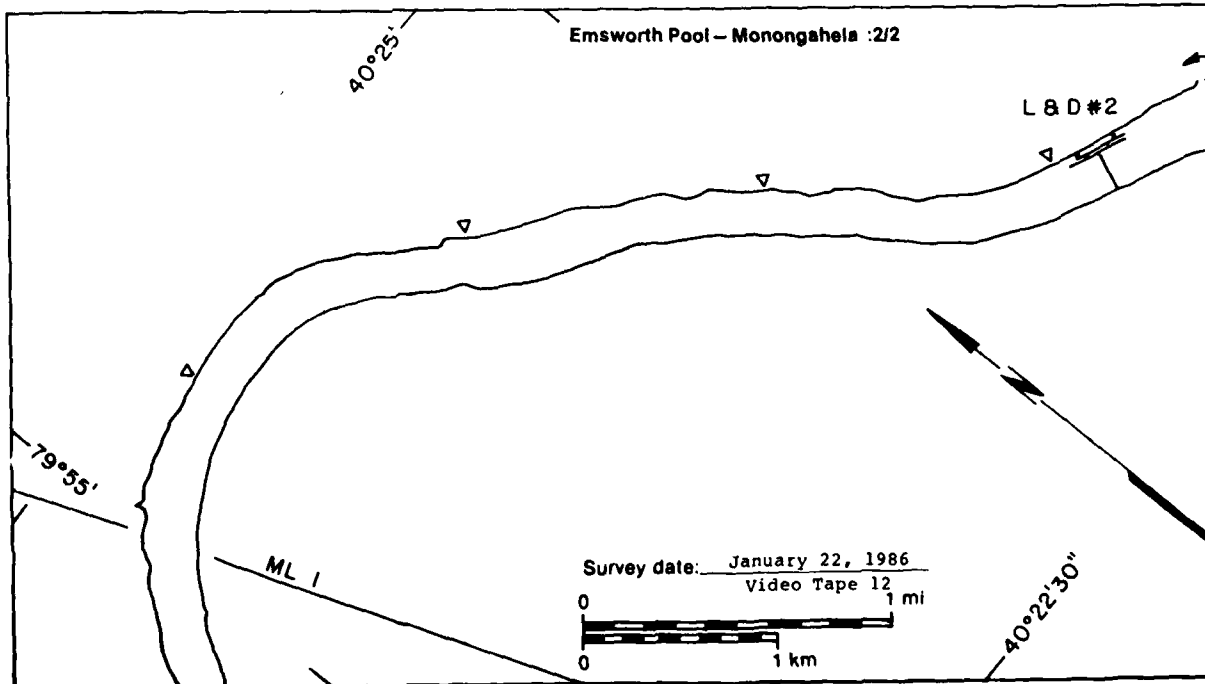 Emsworth Pool – Monongahela :2/2
40°25'
L & D #2
79°55'
ML 1
N
Survey date: January 22, 1986
Video Tape 12
0 1 mi
0 1 km
40°22'30"